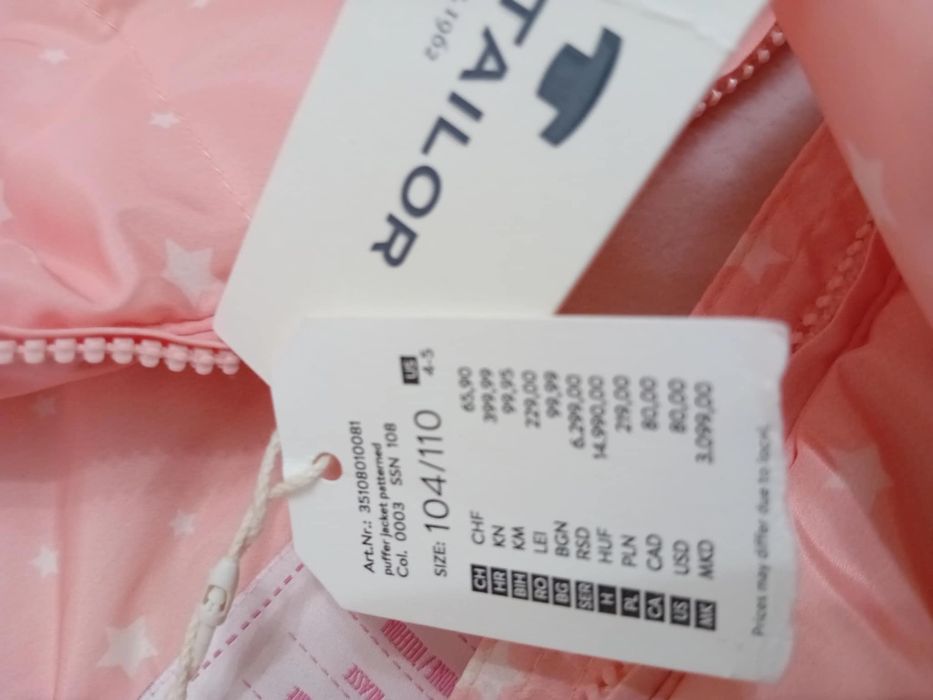 TAILOR
1962
Art.Nr.: 35108010081
puffer jacket patterned
Col. 0003 SSN 108
SIZE: 104/110 US 4-5
CH CHF 65,90
HR KN 399,99
BIH KM 99,95
RO LEI 229,00
BG BGN 99,99
SER RSD 6.299,00
H HUF 14.990,00
PL PLN 219,00
CA CAD 80,00
US USD 80,00
MK MKD 3.099,00
Prices may differ due to local
KLASSE